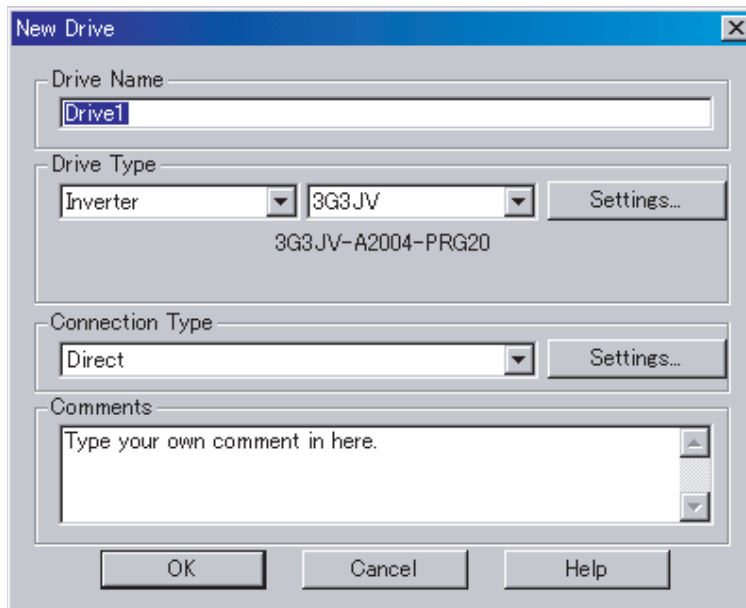 New Drive
Drive Name
Drive1
Drive Type
Inverter 3G3JV Settings...
3G3JV-A2004-PRG20
Connection Type
Direct Settings...
Comments
Type your own comment in here.
OK Cancel Help